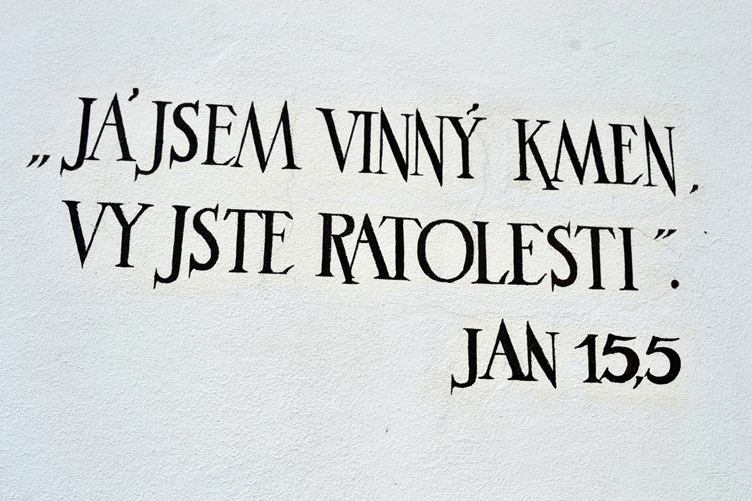 „JÁ JSEM VINNÝ KMEN,
VY JSTE RATOLESTI".
JAN 15,5